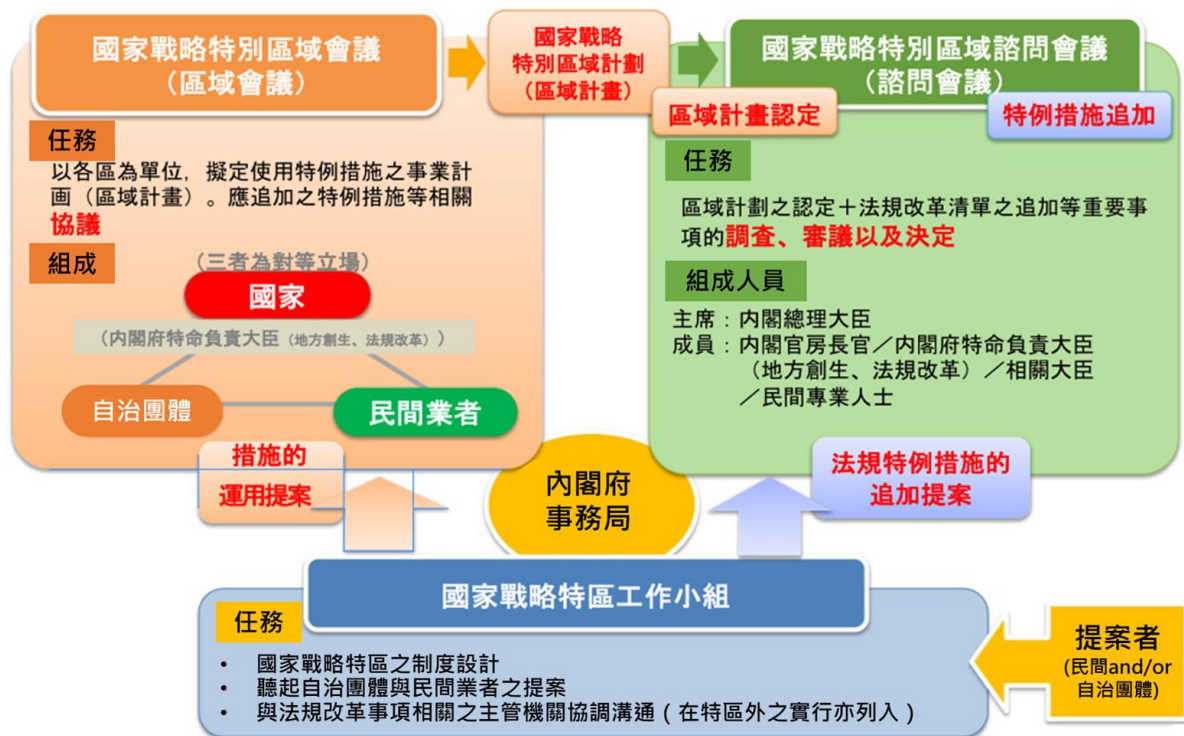 國家戰略特別區域會議
（區域會議）
任務
以各區為單位，擬定使用特例措施之事業計
画（區域計畫）。應追加之特例措施等相關
協議
組成
（三者為對等立場）
國家
（内閣府特命負責大臣（地方創生、法規改革））
自治團體
民間業者
措施的
運用提案
國家戰略
特別區域計劃
（區域計畫）
國家戰略特別區域諮問會議
（諮問會議）
區域計畫認定
特例措施追加
任務
區域計劃之認定＋法規改革清單之追加等重要事
項的調査、審議以及決定
組成人員
主席：内閣總理大臣
成員：内閣官房長官／内閣府特命負責大臣
（地方創生、法規改革）／相關大臣
／民間專業人士
法規特例措施的
追加提案
內閣府
事務局
國家戰略特區工作小組
任務
• 國家戰略特區之制度設計
• 聽起自治團體與民間業者之提案
• 與法規改革事項相關之主管機關協調溝通（在特區外之實行亦列入）
提案者
(民間and/or
自治團體)